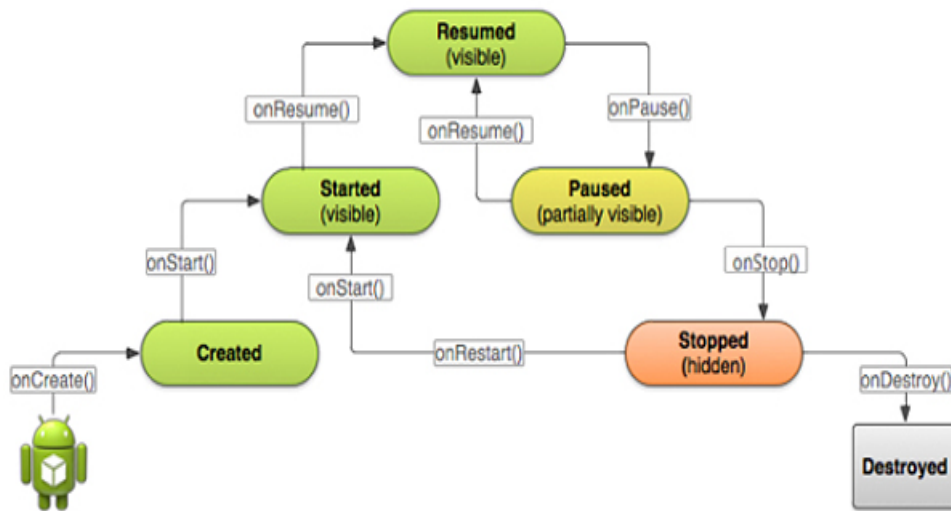 Resumed
(visible)
onResume()
onResume()
onPause()
Started
(visible)
Paused
(partially visible)
onStart()
onStart()
onStop()
Created
onRestart()
Stopped
(hidden)
onCreate()
onDestroy()
Destroyed